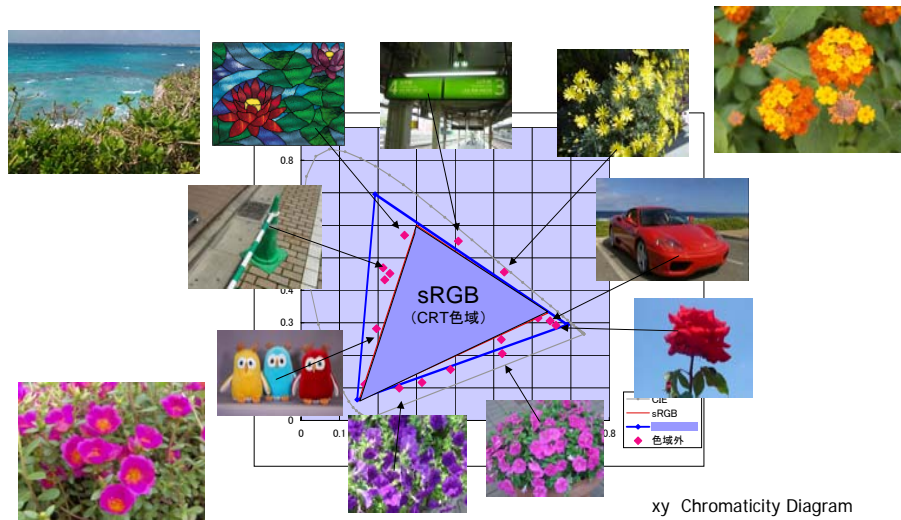 4
3
0.8
0.4
0.3
0
0
0.1
0.8
sRGB
（CRT色域）
CIE
sRGB
色域外
xy Chromaticity Diagram